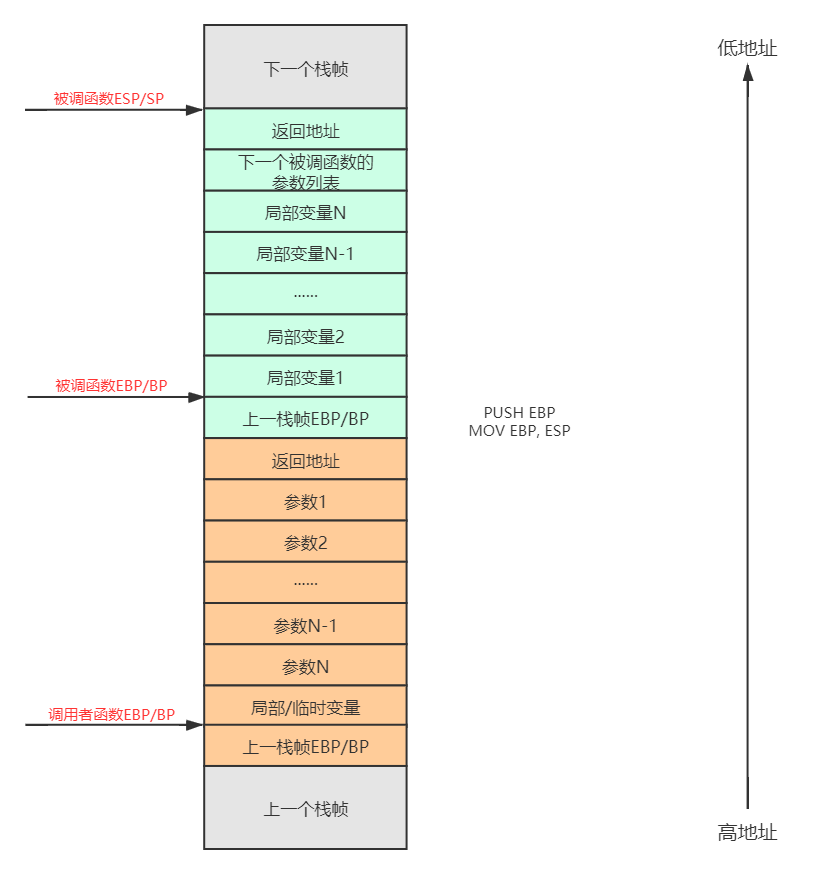 低地址
下一个栈帧
被调函数ESP/SP
返回地址
下一个被调函数的
参数列表
局部变量N
局部变量N-1
......
局部变量2
局部变量1
被调函数EBP/BP
上一栈帧EBP/BP
PUSH EBP
MOV EBP, ESP
返回地址
参数1
参数2
......
参数N-1
参数N
局部/临时变量
调用者函数EBP/BP
上一栈帧EBP/BP
上一个栈帧
高地址